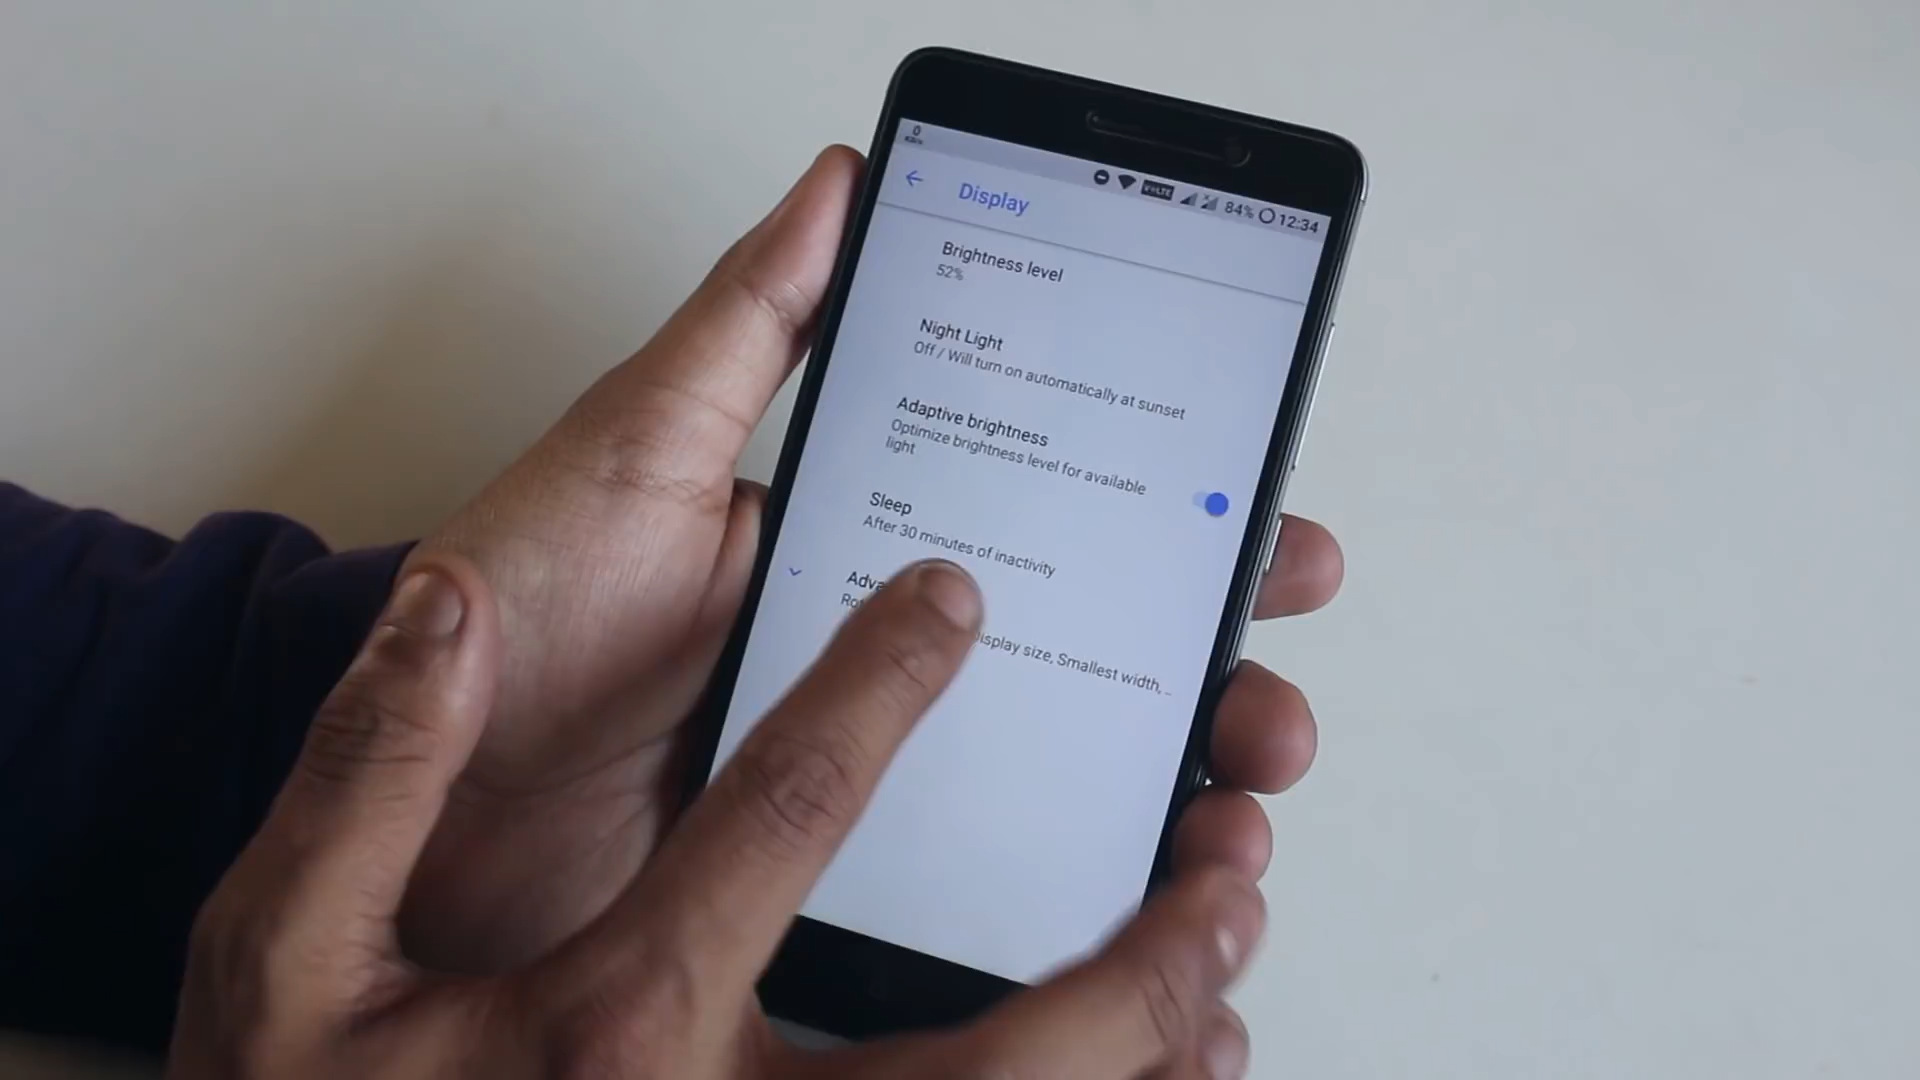 0
VoLTE 84% 12:34
Display
Brightness level
52%
Night Light
Off / Will turn on automatically at sunset
Adaptive brightness
Optimize brightness level for available
light
Sleep
After 30 minutes of inactivity
display size, Smallest width, ..